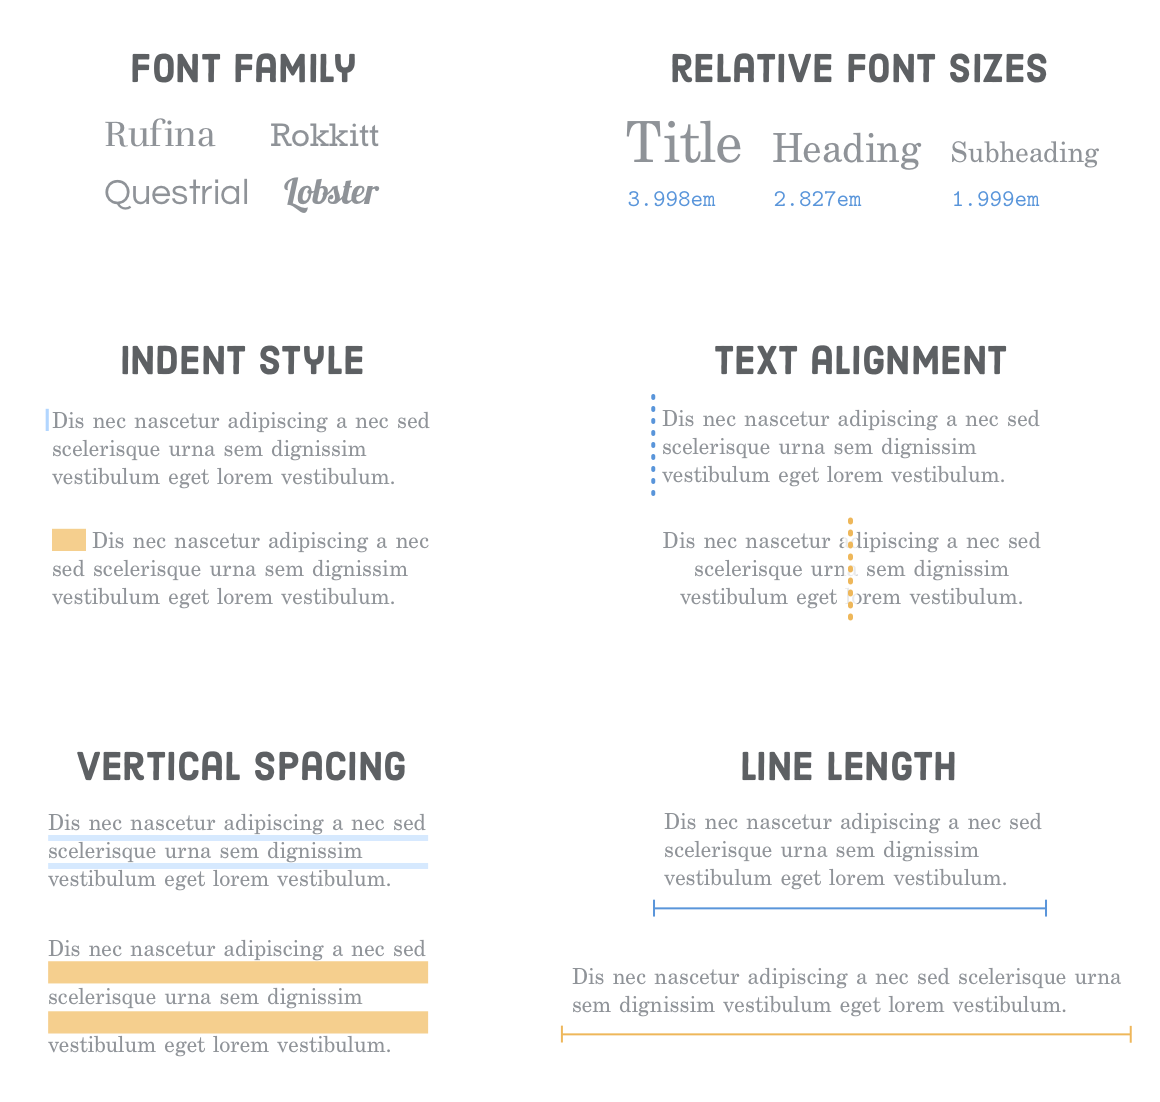 FONT FAMILY
Rufina Rokkitt
Questrial Lobster
RELATIVE FONT SIZES
Title Heading Subheading
3.998em 2.827em 1.999em
INDENT STYLE
Dis nec nascetur adipiscing a nec sed
scelerisque urna sem dignissim
vestibulum eget lorem vestibulum.
Dis nec nascetur adipiscing a nec
sed scelerisque urna sem dignissim
vestibulum eget lorem vestibulum.
TEXT ALIGNMENT
Dis nec nascetur adipiscing a nec sed
scelerisque urna sem dignissim
vestibulum eget lorem vestibulum.
Dis nec nascetur adipiscing a nec sed
scelerisque urna sem dignissim
vestibulum eget lorem vestibulum.
VERTICAL SPACING
Dis nec nascetur adipiscing a nec sed
scelerisque urna sem dignissim
vestibulum eget lorem vestibulum.
Dis nec nascetur adipiscing a nec sed
scelerisque urna sem dignissim
vestibulum eget lorem vestibulum.
LINE LENGTH
Dis nec nascetur adipiscing a nec sed
scelerisque urna sem dignissim
vestibulum eget lorem vestibulum.
Dis nec nascetur adipiscing a nec sed scelerisque urna
sem dignissim vestibulum eget lorem vestibulum.